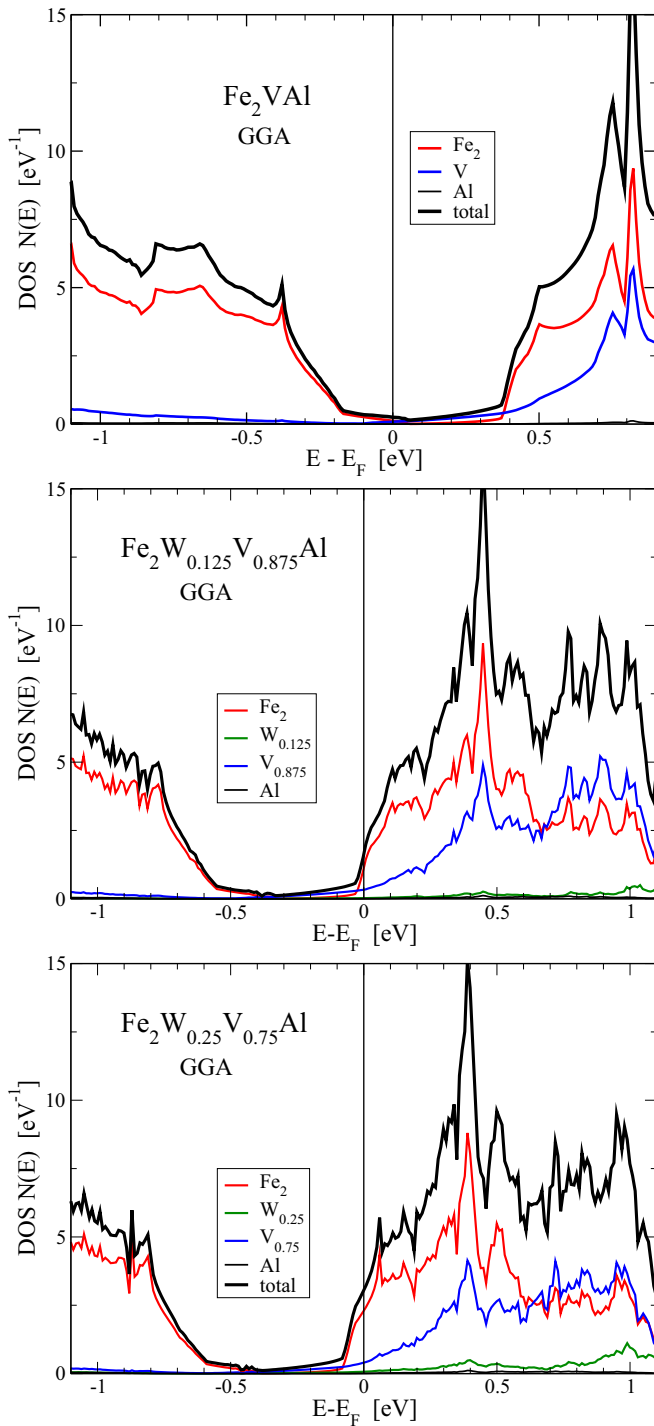 15
10
5
0
DOS N(E) [eV⁻¹]
Fe₂VAl
GGA
Fe₂
V
Al
total
-1 -0.5 0 0.5
E - E_F [eV]
15
10
5
0
DOS N(E) [eV⁻¹]
Fe₂W₀.₁₂₅V₀.₈₇₅Al
GGA
Fe₂
W₀.₁₂₅
V₀.₈₇₅
Al
-1 -0.5 0 0.5 1
E-E_F [eV]
15
10
5
0
DOS N(E) [eV⁻¹]
Fe₂W₀.₂₅V₀.₇₅Al
GGA
Fe₂
W₀.₂₅
V₀.₇₅
Al
total
-1 -0.5 0 0.5 1
E-E_F [eV]